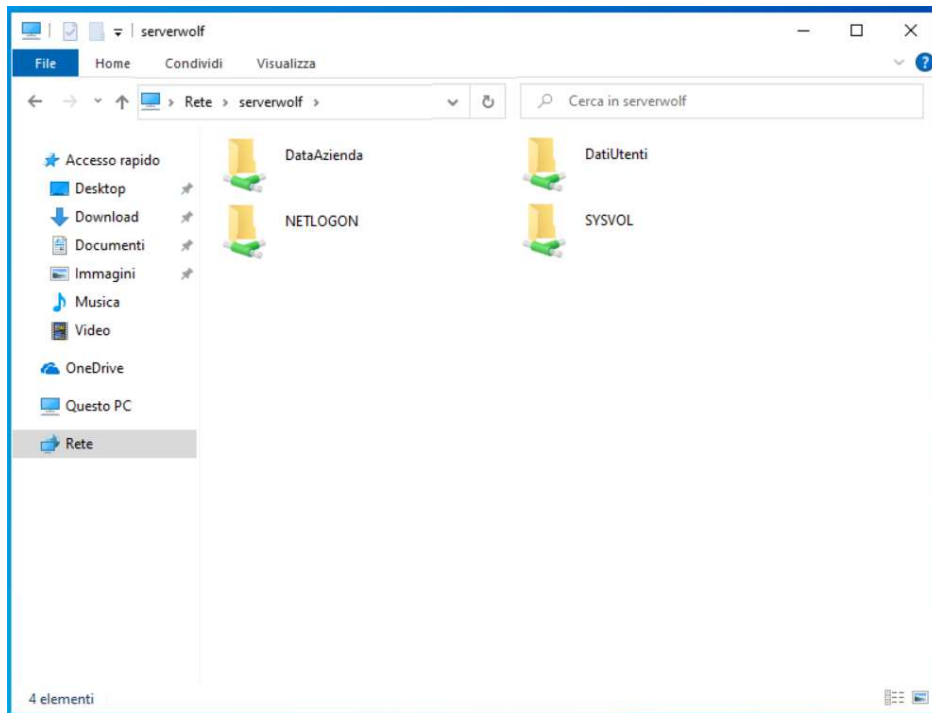 serverwolf
File Home Condividi Visualizza
Rete serverwolf
Cerca in serverwolf
Accesso rapido
Desktop
Download
Documenti
Immagini
Musica
Video
OneDrive
Questo PC
Rete
DataAzienda DatiUtenti
NETLOGON SYSVOL
4 elementi